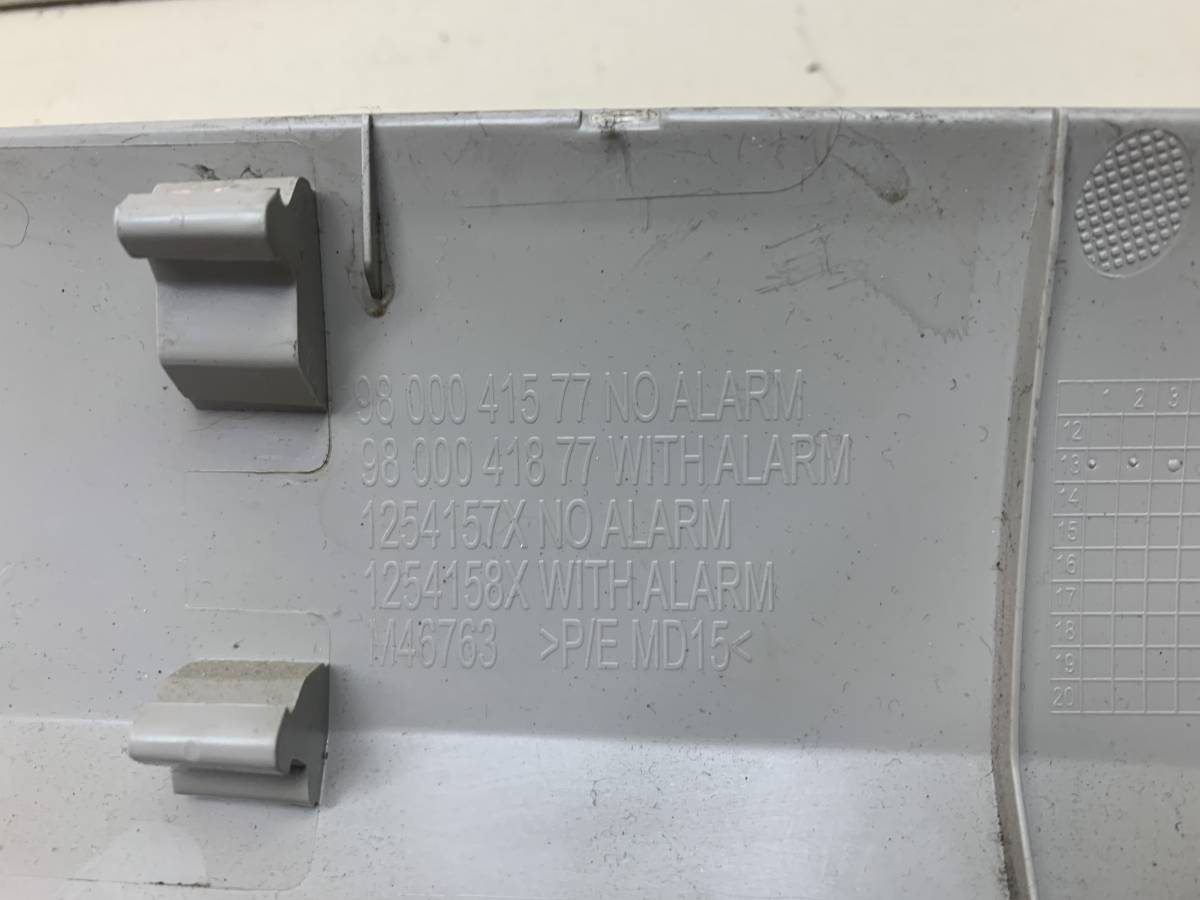 98 000 415 77 NO ALARM
98 000 418 77 WITH ALARM
1254157X NO ALARM
1254158X WITH ALARM
M46763 >P/E MD15<
1 2 3
12
13
14
15
16
17
18
19
20